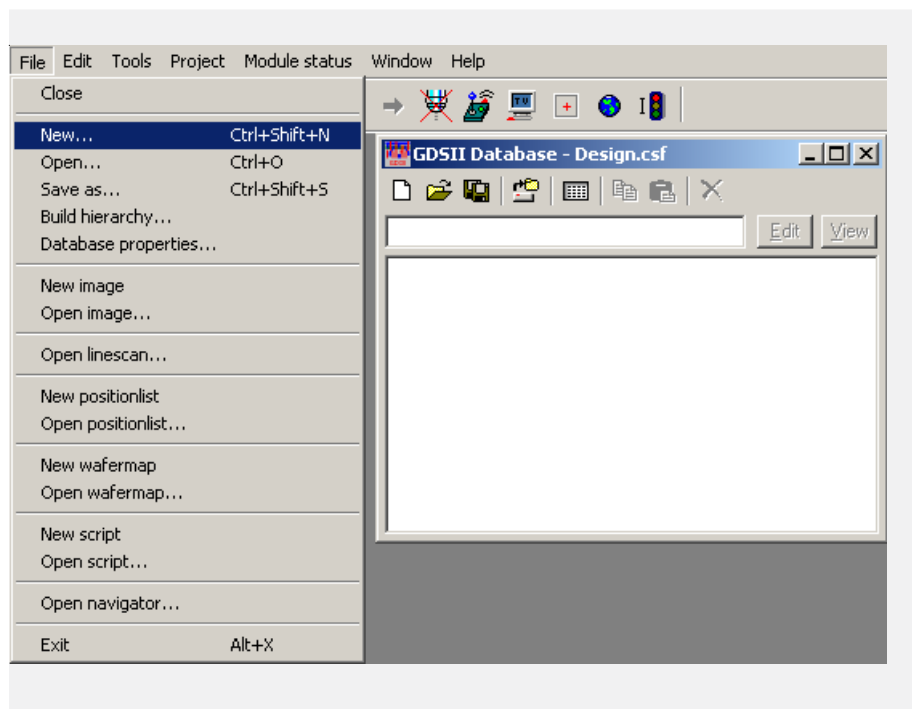 File Edit Tools Project Module status Window Help
Close
New... Ctrl+Shift+N
Open... Ctrl+O
Save as... Ctrl+Shift+S
Build hierarchy...
Database properties...
New image
Open image...
Open linescan...
New positionlist
Open positionlist...
New wafermap
Open wafermap...
New script
Open script...
Open navigator...
Exit Alt+X
TV
I
GDSII Database - Design.csf
Edit View